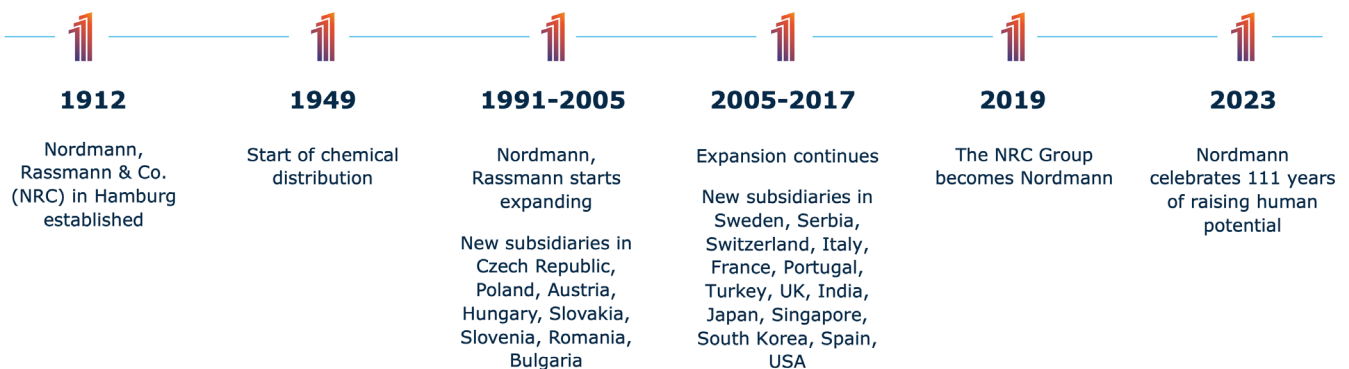 1912
Nordmann,
Rassmann & Co.
(NRC) in Hamburg
established
1949
Start of chemical
distribution
1991-2005
Nordmann,
Rassmann starts
expanding
New subsidiaries in
Czech Republic,
Poland, Austria,
Hungary, Slovakia,
Slovenia, Romania,
Bulgaria
2005-2017
Expansion continues
New subsidiaries in
Sweden, Serbia,
Switzerland, Italy,
France, Portugal,
Turkey, UK, India,
Japan, Singapore,
South Korea, Spain,
USA
2019
The NRC Group
becomes Nordmann
2023
Nordmann
celebrates 111 years
of raising human
potential